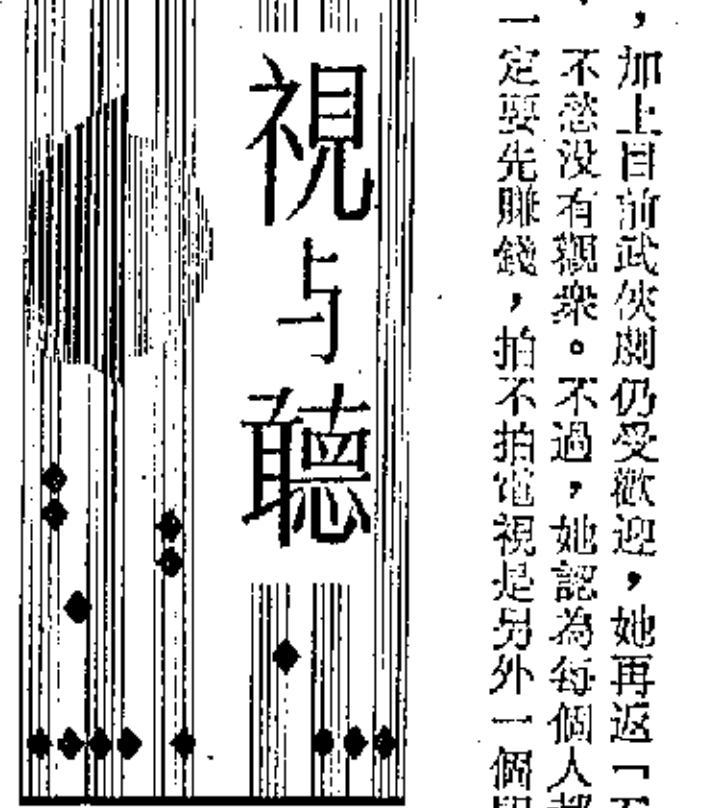 ，加上目前武俠劇仍受歡迎，她再返「
不愁没有觀衆。不過，她認為每個人都
一定要先賺錢，拍不拍電視是另外一個
視与聽